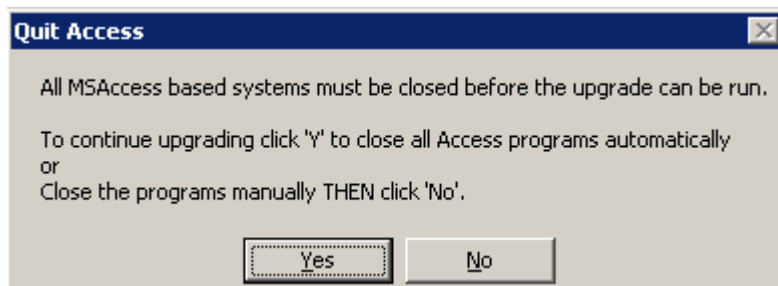 Quit Access
All MSAccess based systems must be closed before the upgrade can be run.
To continue upgrading click 'Y' to close all Access programs automatically
or
Close the programs manually THEN click 'No'.
Yes No